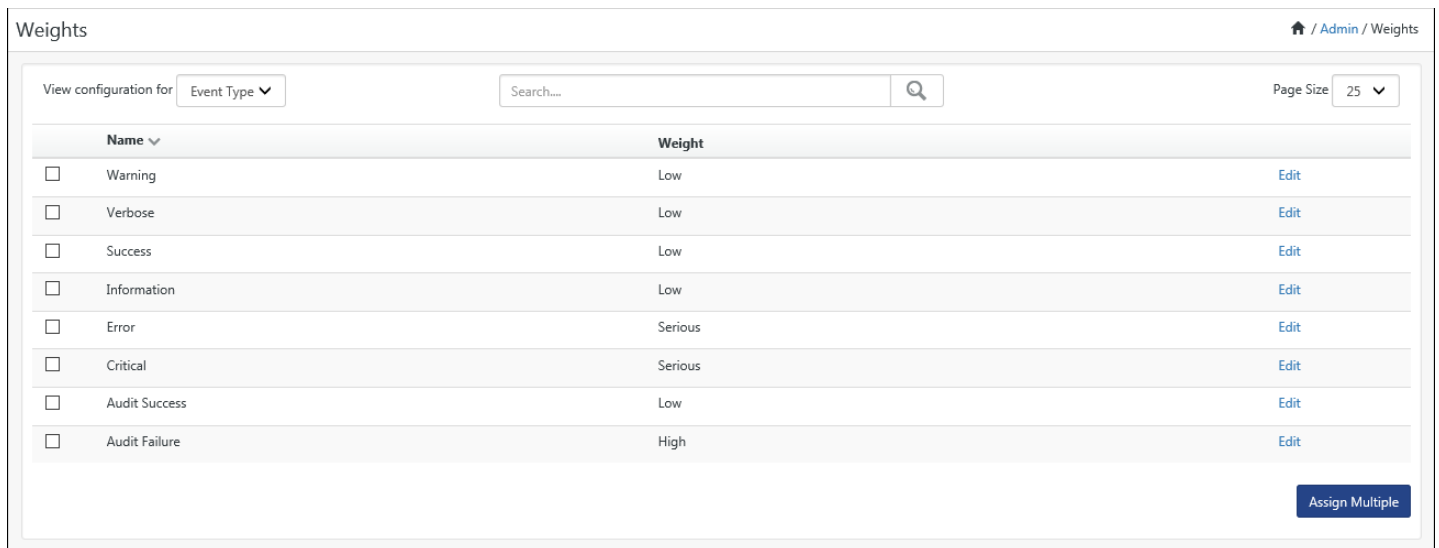 Weights
/ Admin / Weights
View configuration for Event Type
Search....
Page Size 25
Name Weight
Warning Low Edit
Verbose Low Edit
Success Low Edit
Information Low Edit
Error Serious Edit
Critical Serious Edit
Audit Success Low Edit
Audit Failure High Edit
Assign Multiple